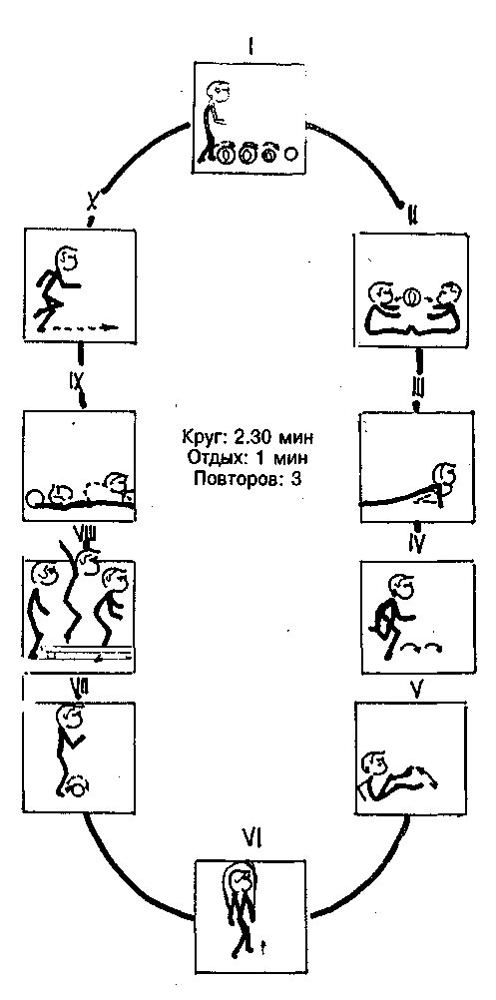 I
X
II
IX
III
Круг: 2.30 мин
Отдых: 1 мин
Повторов: 3
VIII
IV
VII
V
VI